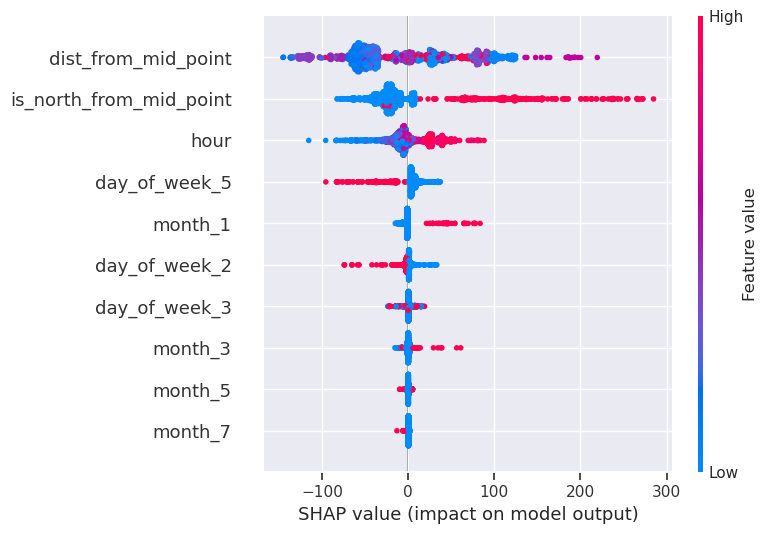 High
dist_from_mid_point
is_north_from_mid_point
hour
day_of_week_5
month_1
day_of_week_2
day_of_week_3
month_3
month_5
month_7
Feature value
Low
−100 0 100 200 300
SHAP value (impact on model output)